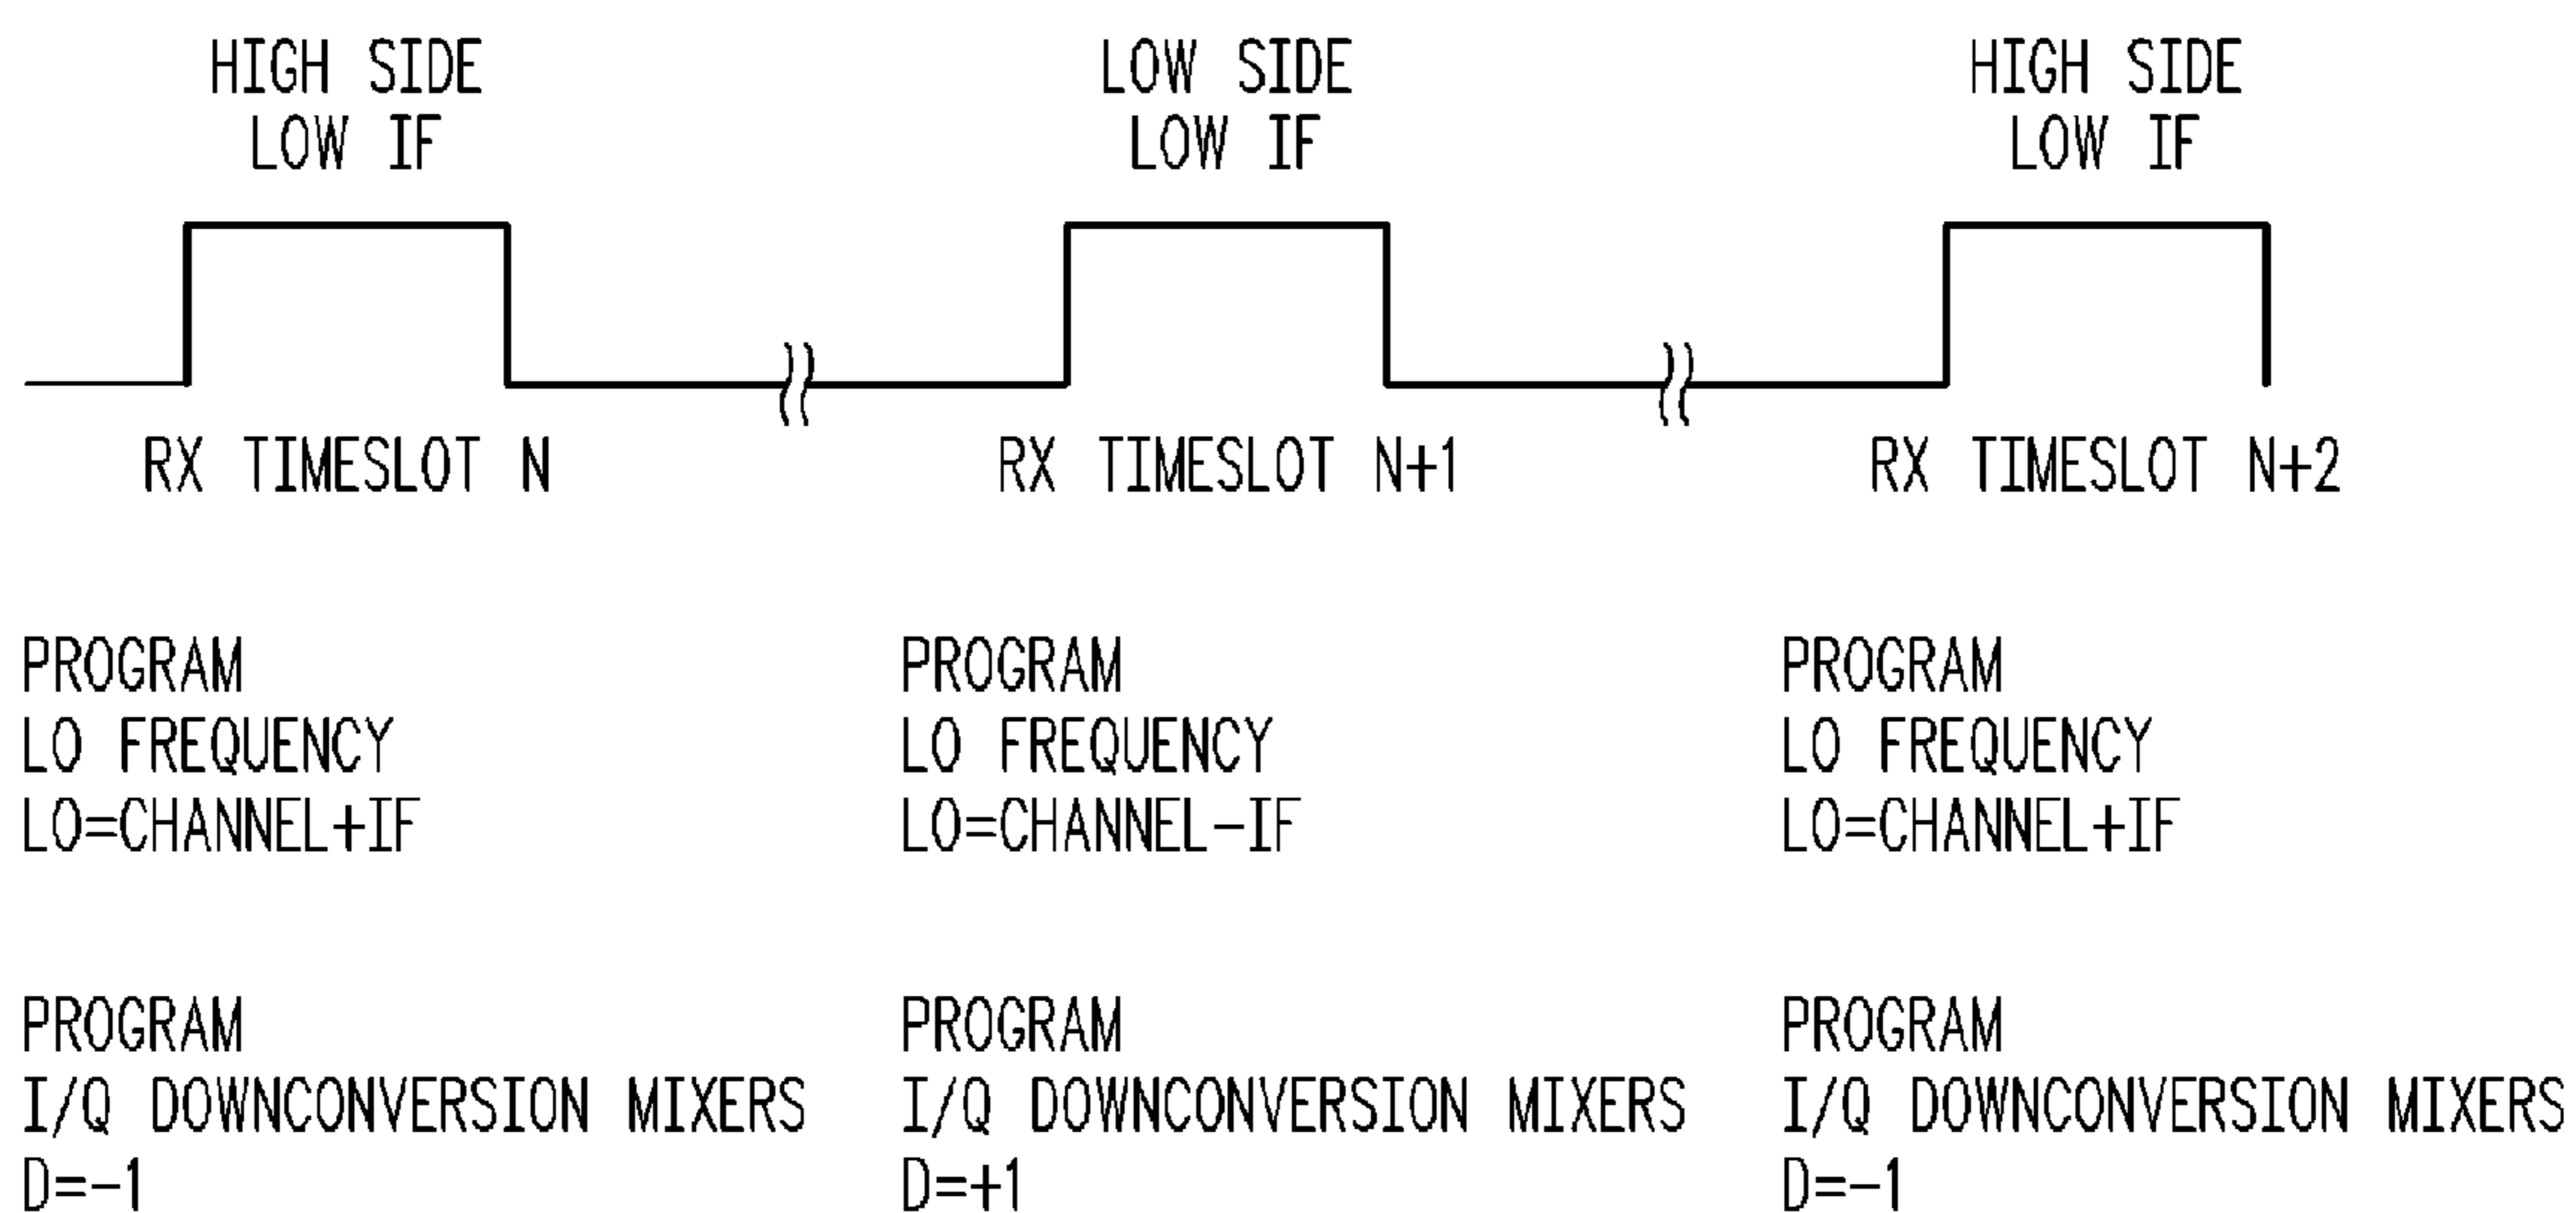 HIGH SIDE
LOW IF
LOW SIDE
LOW IF
HIGH SIDE
LOW IF
RX TIMESLOT N
RX TIMESLOT N+1
RX TIMESLOT N+2
PROGRAM
LO FREQUENCY
LO=CHANNEL+IF
PROGRAM
LO FREQUENCY
LO=CHANNEL-IF
PROGRAM
LO FREQUENCY
LO=CHANNEL+IF
PROGRAM
I/Q DOWNCONVERSION MIXERS
D=-1
PROGRAM
I/Q DOWNCONVERSION MIXERS
D=+1
PROGRAM
I/Q DOWNCONVERSION MIXERS
D=-1